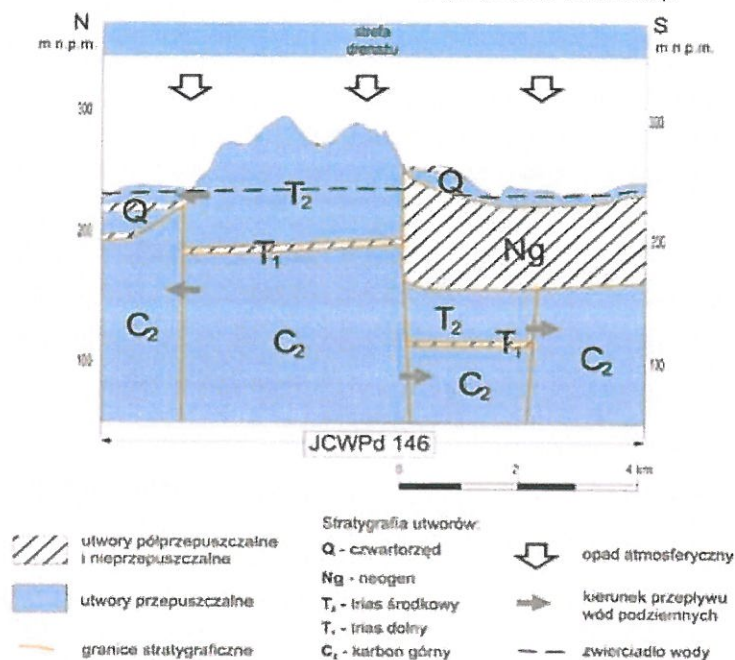 N
m n.p.m.
strefa
drenażu
S
m n.p.m.
300
300
Q
T₂
Q
200
200
T₁
Ng
C₂
C₂
T₂
T₁
C₂
C₂
100
100
JCWPd 146
0 2 4 km
utwory półprzepuszczalne
i nieprzepuszczalne
utwory przepuszczalne
granice stratygraficzne
Stratygrafia utworów:
Q - czwartorzęd
Ng - neogen
T₂ - trias środkowy
T₁ - trias dolny
C₂ - karbon górny
opad atmosferyczny
kierunek przepływu
wód podziemnych
zwierciadło wody